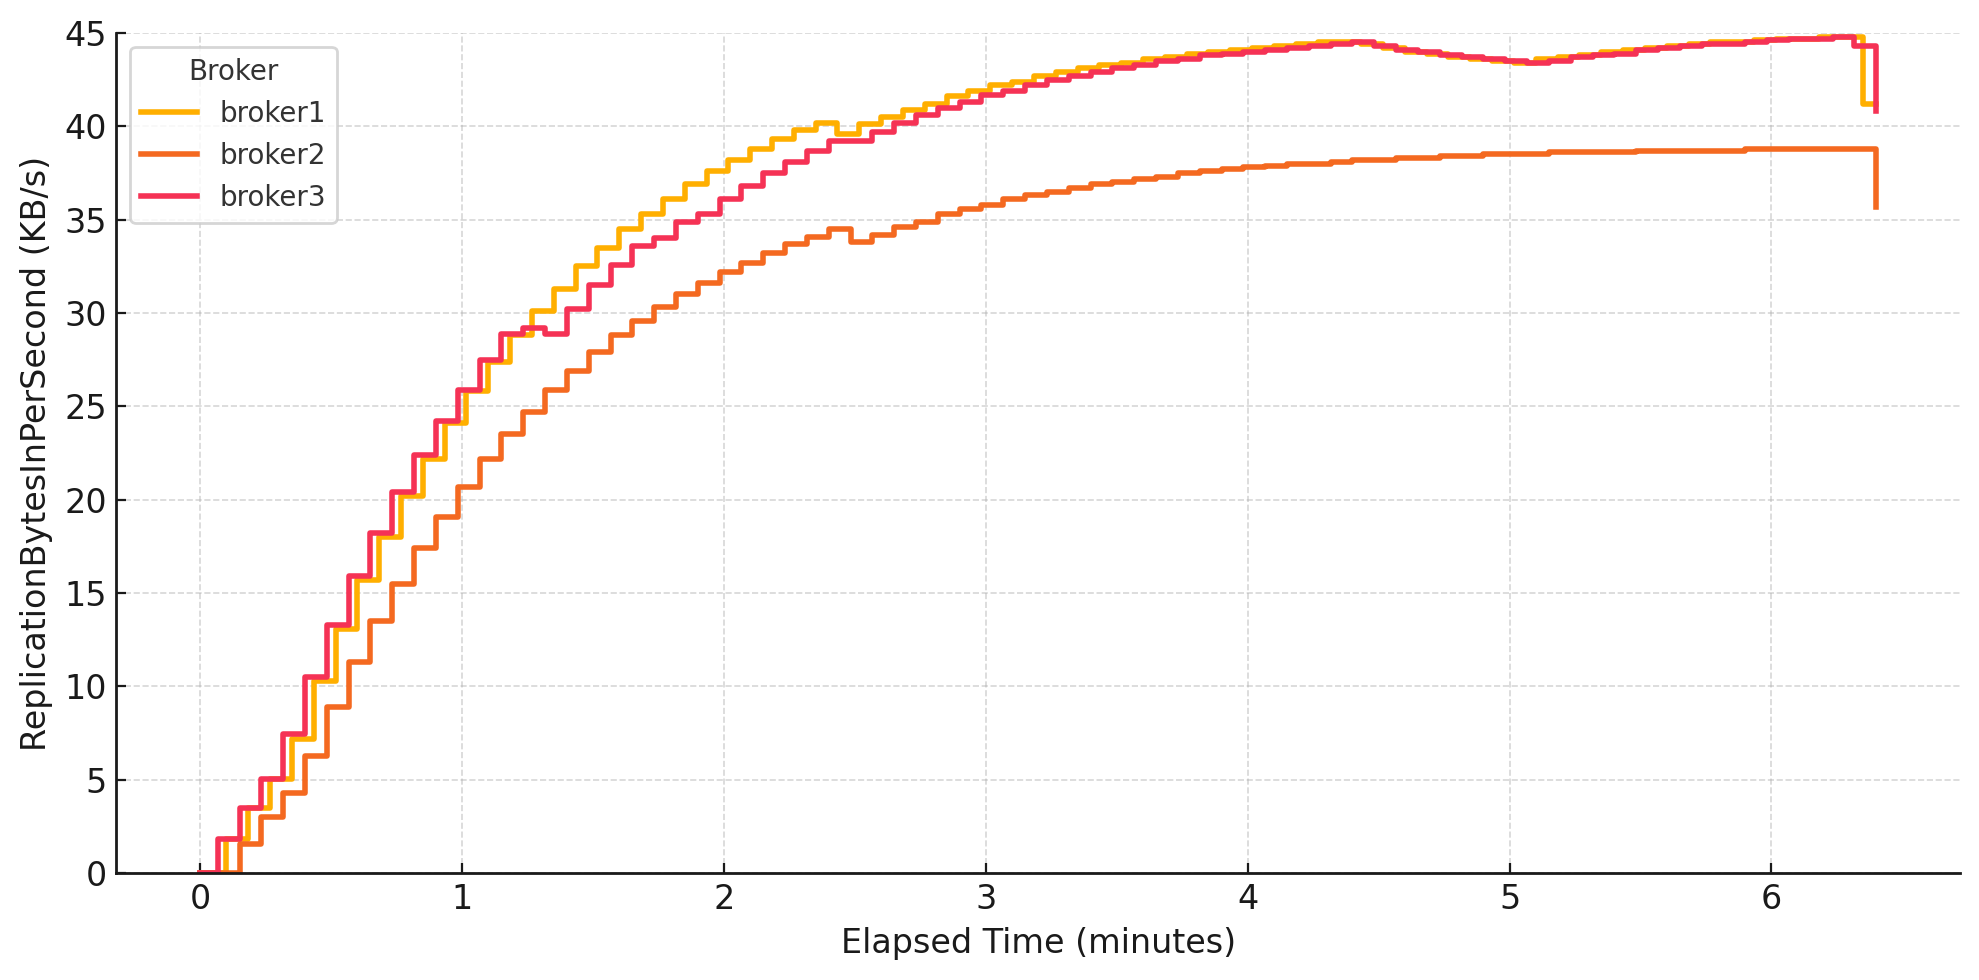 ReplicationBytesInPerSecond (KB/s)
45
40
35
30
25
20
15
10
5
0
Broker
broker1
broker2
broker3
0 1 2 3 4 5 6
Elapsed Time (minutes)